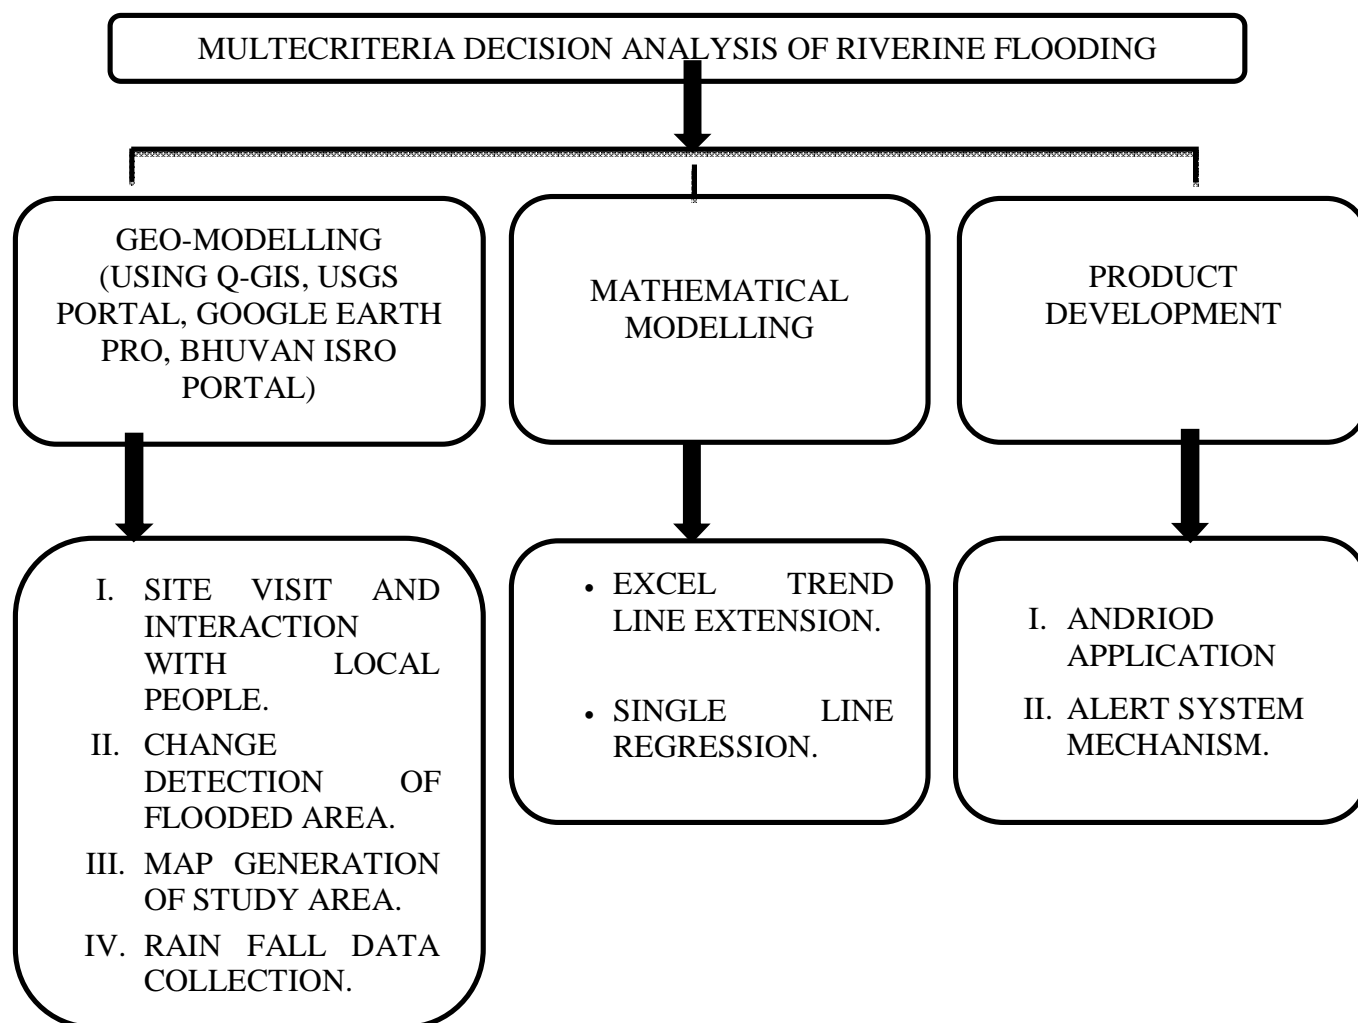 MULTECRITERIA DECISION ANALYSIS OF RIVERINE FLOODING
GEO-MODELLING
(USING Q-GIS, USGS
PORTAL, GOOGLE EARTH
PRO, BHUVAN ISRO
PORTAL)
MATHEMATICAL
MODELLING
PRODUCT
DEVELOPMENT
I. SITE VISIT AND
INTERACTION
WITH LOCAL
PEOPLE.
II. CHANGE
DETECTION OF
FLOODED AREA.
III. MAP GENERATION
OF STUDY AREA.
IV. RAIN FALL DATA
COLLECTION.
• EXCEL TREND
LINE EXTENSION.
• SINGLE LINE
REGRESSION.
I. ANDRIOD
APPLICATION
II. ALERT SYSTEM
MECHANISM.